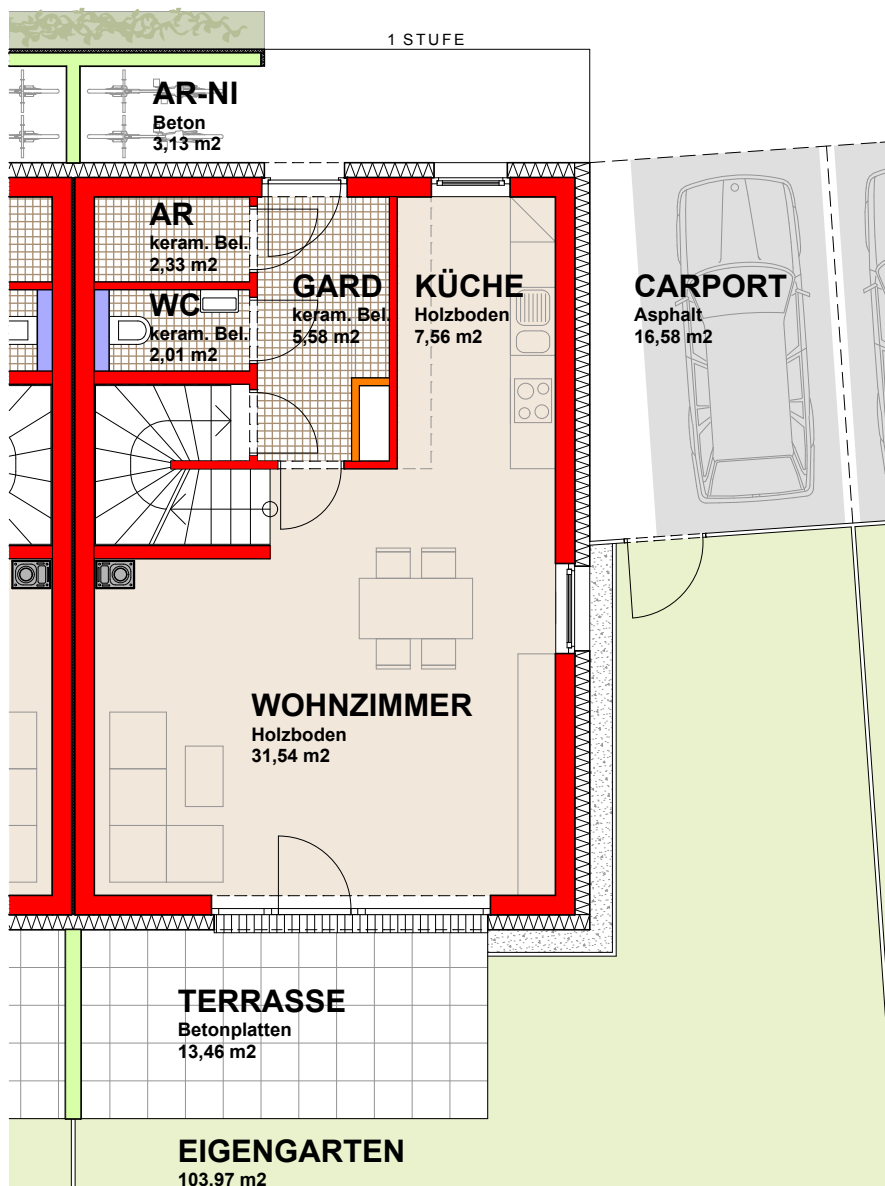 1 STUFE
AR-NI
Beton
3,13 m2
AR
keram. Bel.
2,33 m2
WC
keram. Bel.
2,01 m2
GARD
keram. Bel.
5,58 m2
KÜCHE
Holzboden
7,56 m2
CARPORT
Asphalt
16,58 m2
WOHNZIMMER
Holzboden
31,54 m2
TERRASSE
Betonplatten
13,46 m2
EIGENGARTEN
103,97 m2